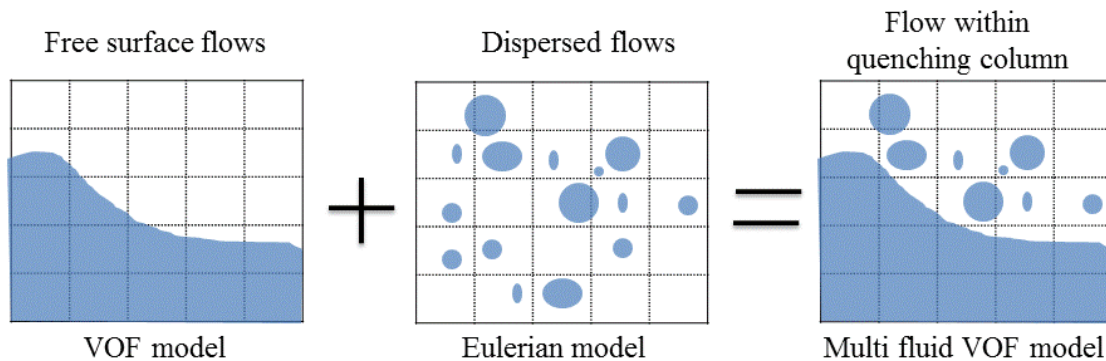 Free surface flows
Dispersed flows
Flow within
quenching column
VOF model
Eulerian model
Multi fluid VOF model